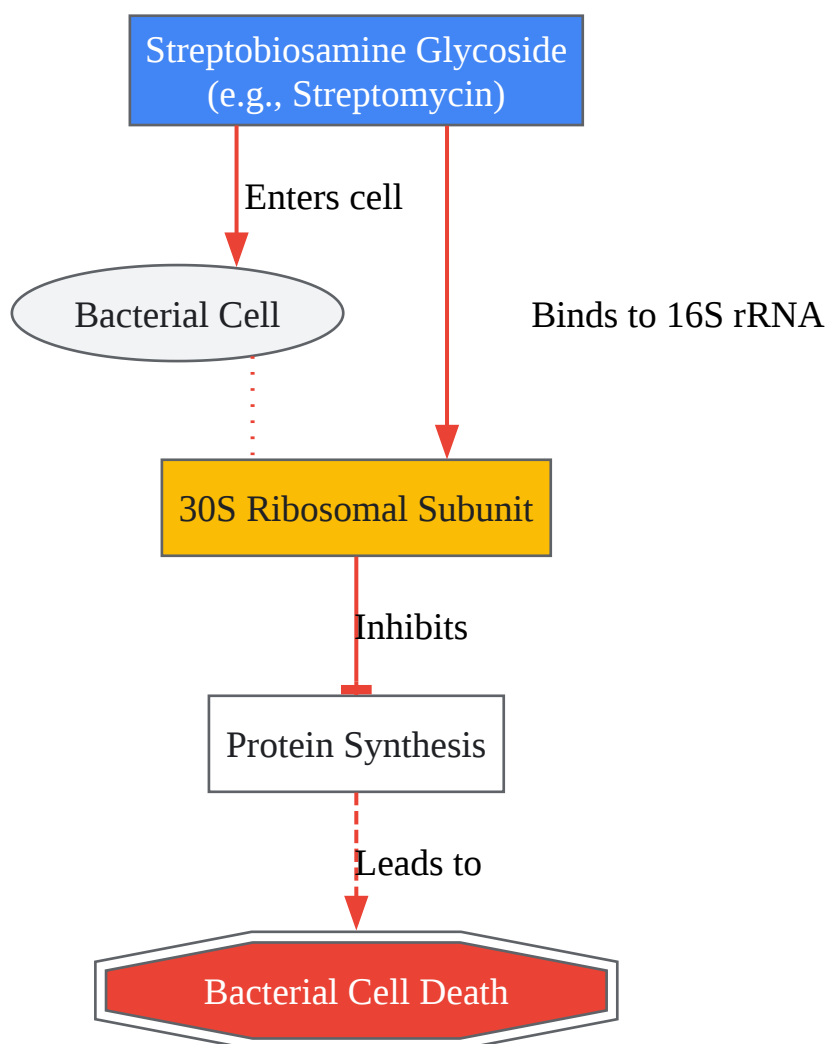 Streptobiosamine Glycoside
(e.g., Streptomycin)
Enters cell
Bacterial Cell
Binds to 16S rRNA
30S Ribosomal Subunit
Inhibits
Protein Synthesis
Leads to
Bacterial Cell Death